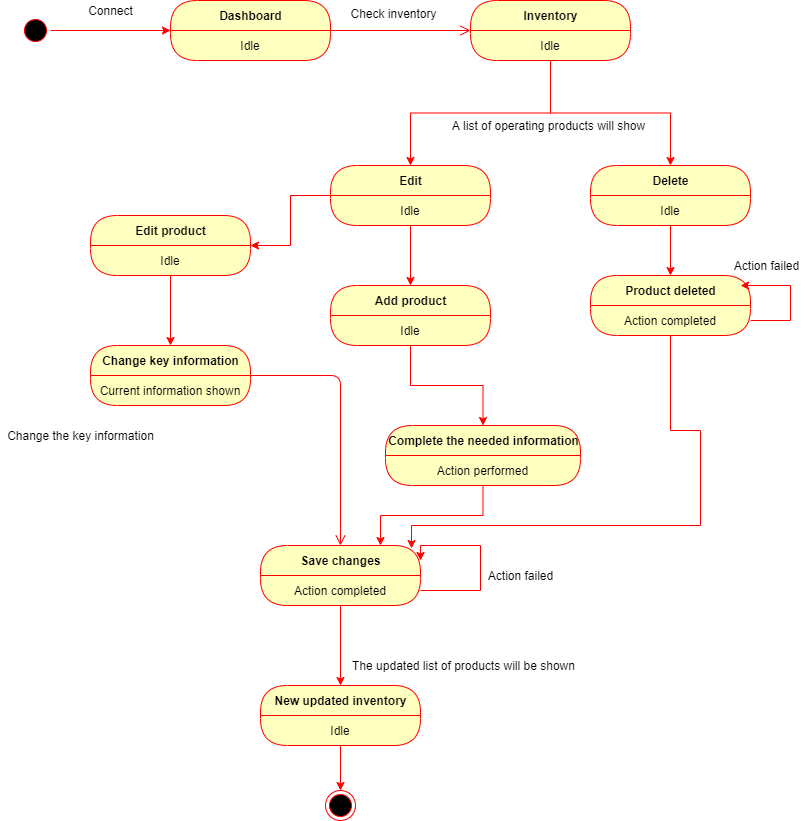 Connect
Dashboard
Idle
Check inventory
Inventory
Idle
A list of operating products will show
Edit
Idle
Delete
Idle
Edit product
Idle
Add product
Idle
Action failed
Product deleted
Action completed
Change key information
Current information shown
Change the key information
Complete the needed information
Action performed
Save changes
Action completed
Action failed
The updated list of products will be shown
New updated inventory
Idle